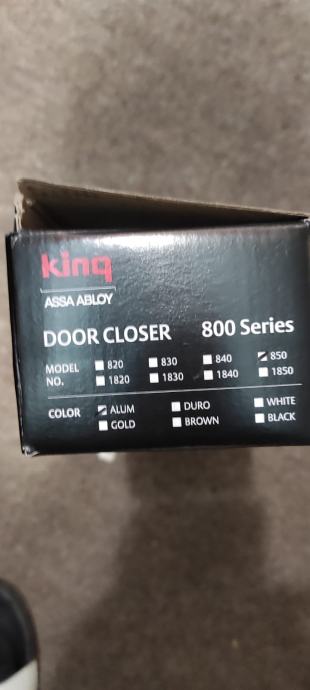 king
ASSA ABLOY
DOOR CLOSER 800 Series
MODEL NO. 820 830 840 850
1820 1830 1840 1850
COLOR ALUM DURO WHITE
GOLD BROWN BLACK